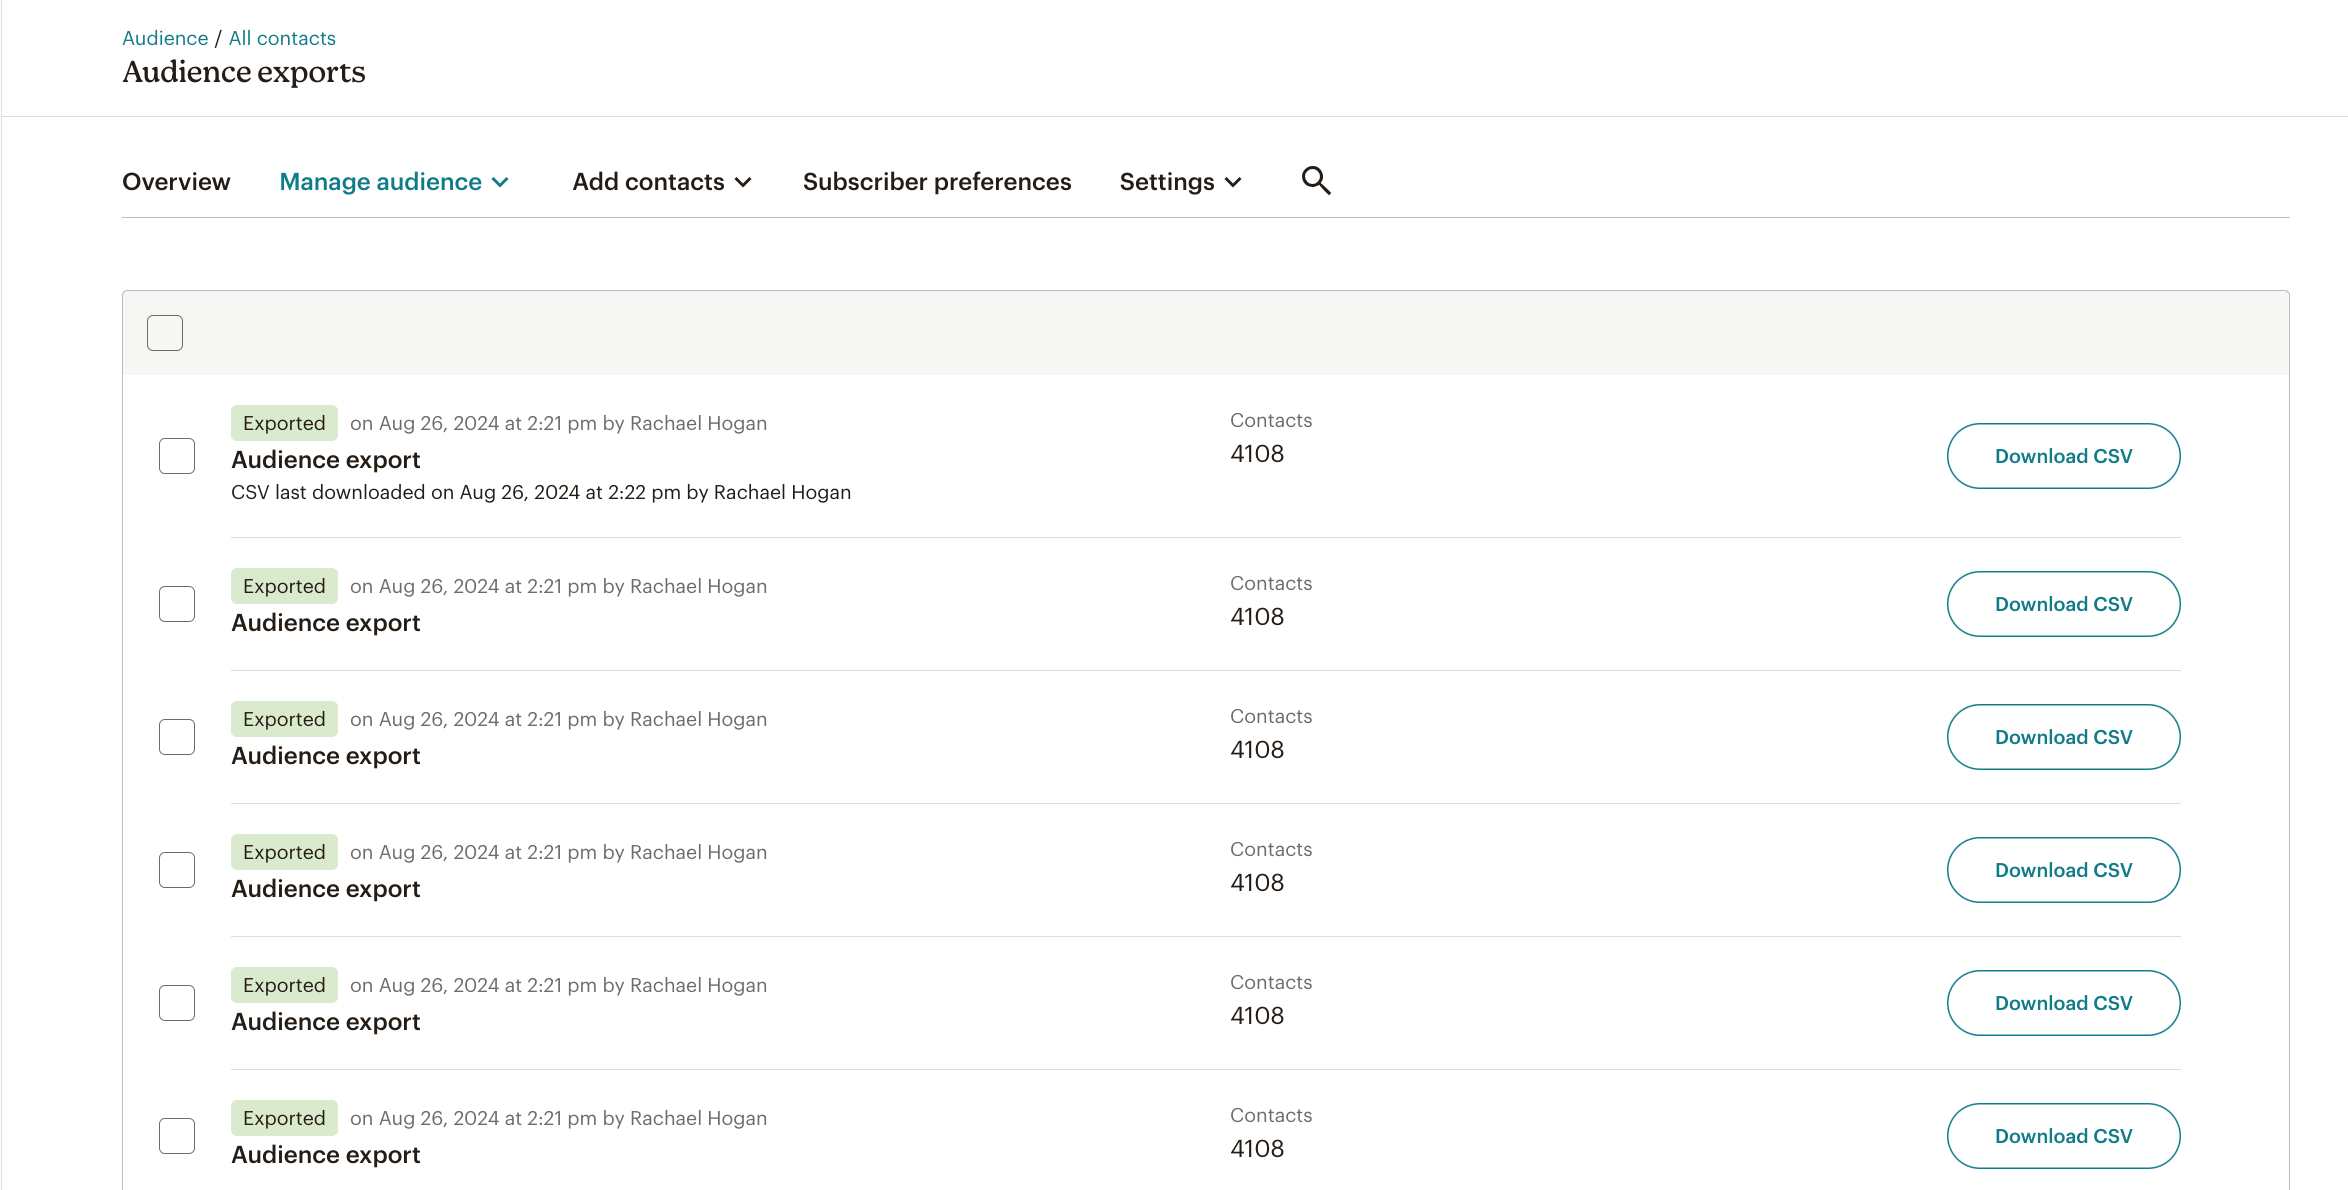 Audience / All contacts
Audience exports
Overview Manage audience Add contacts Subscriber preferences Settings
Exported on Aug 26, 2024 at 2:21 pm by Rachael Hogan
Audience export
CSV last downloaded on Aug 26, 2024 at 2:22 pm by Rachael Hogan
Contacts
4108
Download CSV
Exported on Aug 26, 2024 at 2:21 pm by Rachael Hogan
Audience export
Contacts
4108
Download CSV
Exported on Aug 26, 2024 at 2:21 pm by Rachael Hogan
Audience export
Contacts
4108
Download CSV
Exported on Aug 26, 2024 at 2:21 pm by Rachael Hogan
Audience export
Contacts
4108
Download CSV
Exported on Aug 26, 2024 at 2:21 pm by Rachael Hogan
Audience export
Contacts
4108
Download CSV
Exported on Aug 26, 2024 at 2:21 pm by Rachael Hogan
Audience export
Contacts
4108
Download CSV